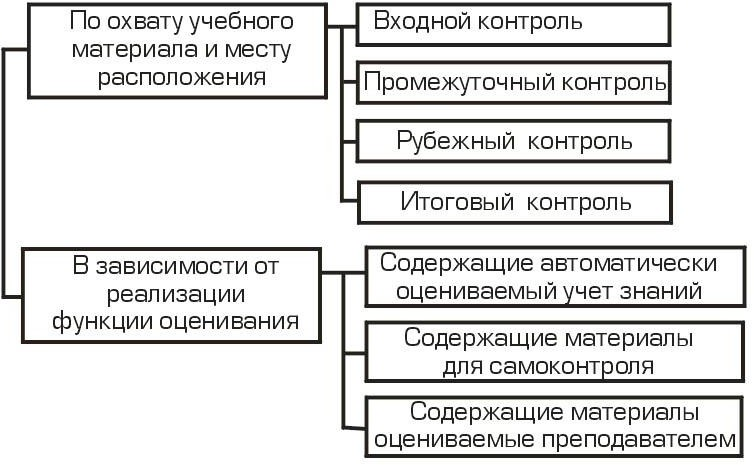 По охвату учебного
материала и месту
расположения
Входной контроль
Промежуточный контроль
Рубежный контроль
Итоговый контроль
В зависимости от
реализации
функции оценивания
Содержащие автоматически
оцениваемый учет знаний
Содержащие материалы
для самоконтроля
Содержащие материалы
оцениваемые преподавателем